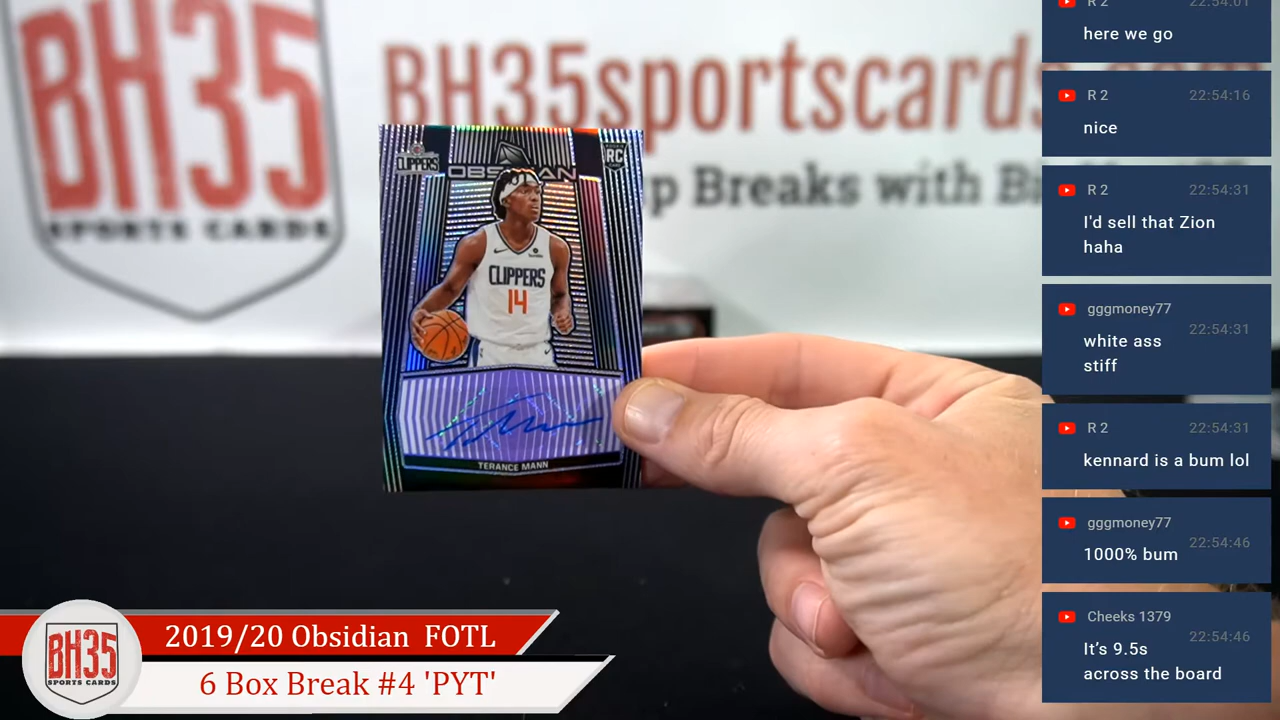 BH35
SPORTS CARDS
BH35sportscards
p Breaks with
CLIPPERS
OBSIDIAN
RC
CLIPPERS
14
TERANCE MANN
R 2
22:54:01
here we go
R 2
22:54:16
nice
R 2
22:54:31
I'd sell that Zion
haha
gggmoney77
22:54:31
white ass
stiff
R 2
22:54:31
kennard is a bum lol
gggmoney77
22:54:46
1000% bum
Cheeks 1379
22:54:46
It's 9.5s
across the board
BH35
SPORTS CARDS
2019/20 Obsidian FOTL
6 Box Break #4 'PYT'